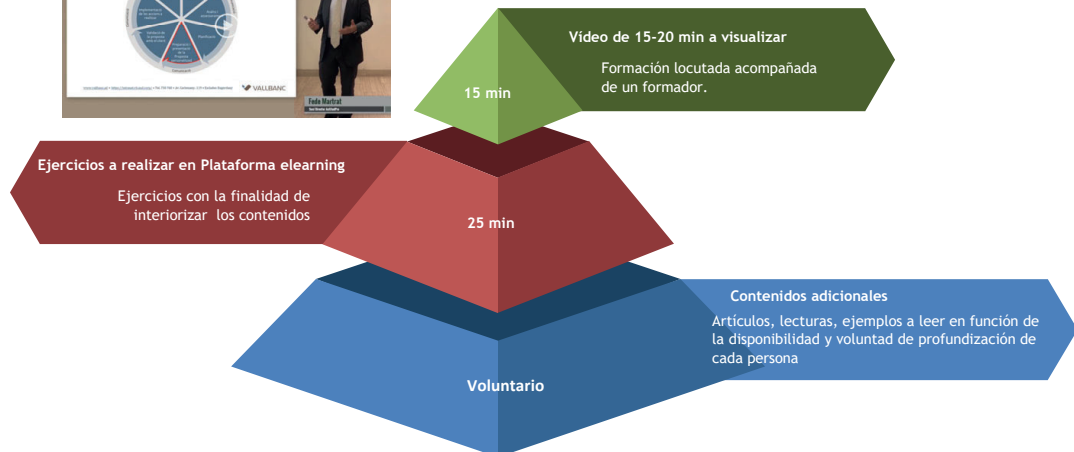 VALLBANC
Fede Martrat
Vídeo de 15-20 min a visualizar
Formación locutada acompañada
de un formador.
15 min
Ejercicios a realizar en Plataforma elearning
Ejercicios con la finalidad de
interiorizar los contenidos
25 min
Contenidos adicionales
Artículos, lecturas, ejemplos a leer en función de
la disponibilidad y voluntad de profundización de
cada persona
Voluntario